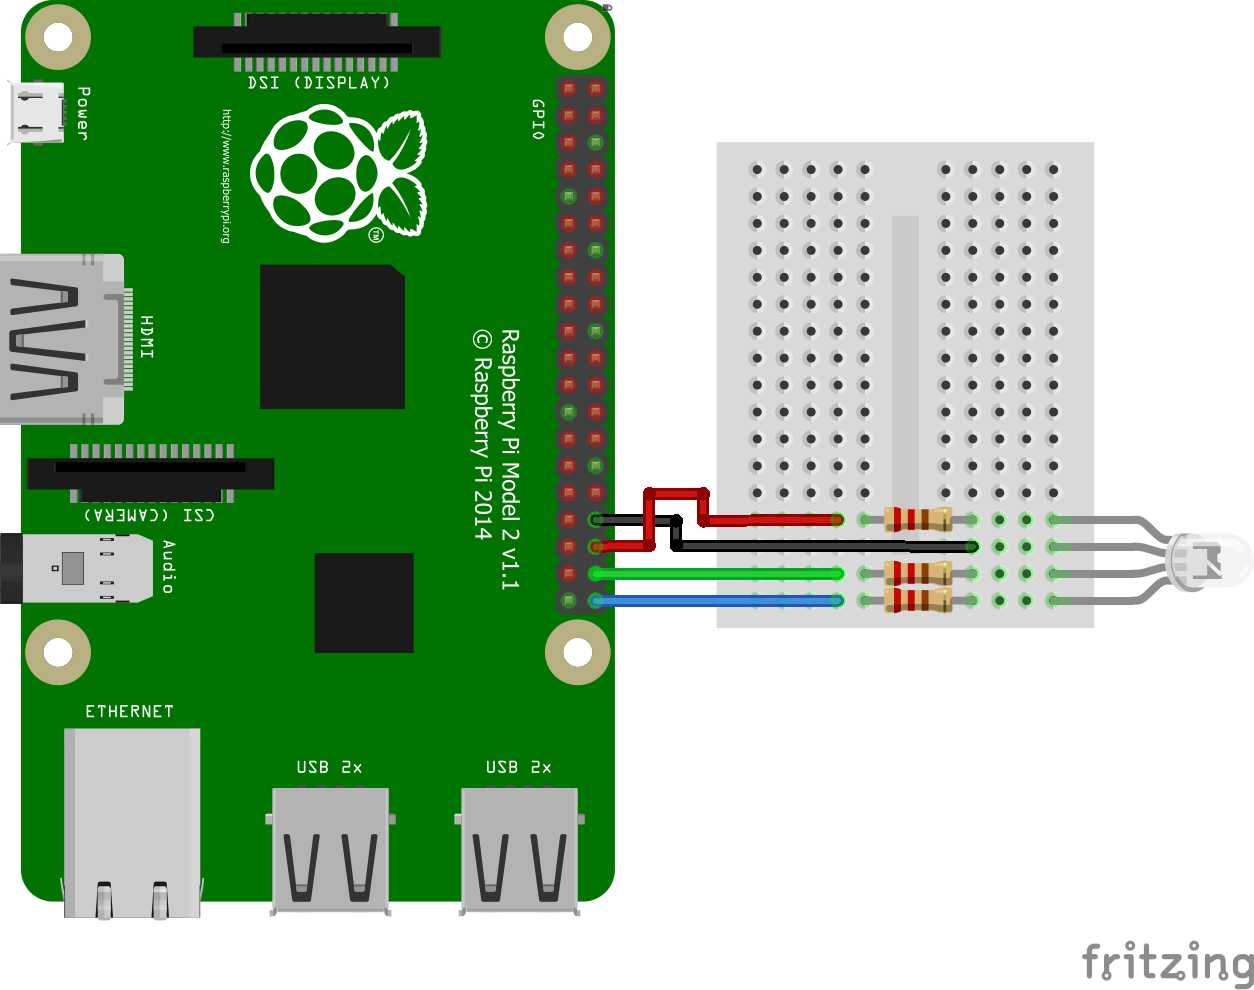 DSI (DISPLAY)
Power
http://www.raspberrypi.org
TM
GPIO
HDMI
Raspberry Pi Model 2 v1.1
© Raspberry Pi 2014
CSI (CAMERA)
Audio
ETHERNET
USB 2x
USB 2x
fritzing